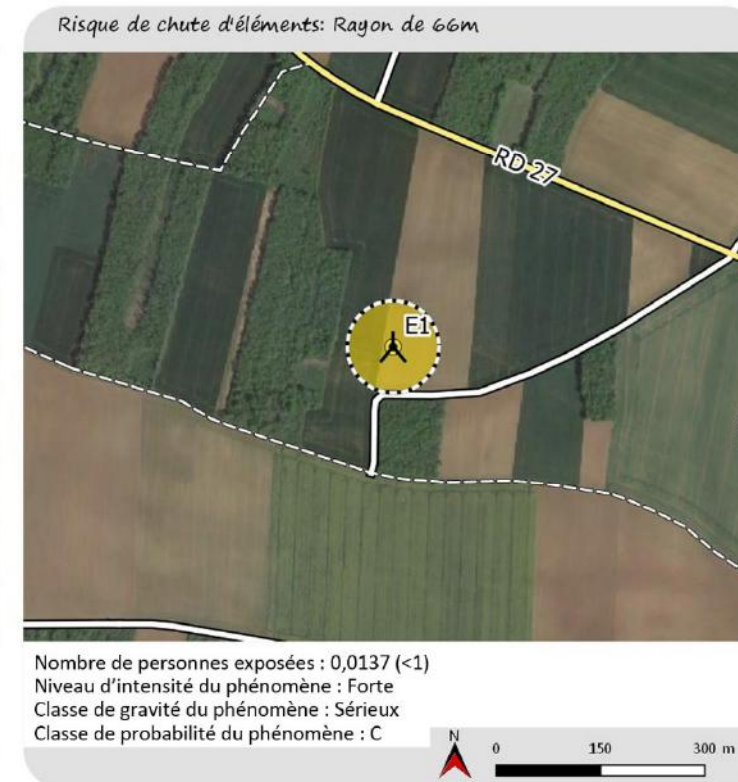 Risque de chute d'éléments: Rayon de 66m
RD 27
E1
Nombre de personnes exposées : 0,0137 (<1)
Niveau d'intensité du phénomène : Forte
Classe de gravité du phénomène : Sérieux
Classe de probabilité du phénomène : C
N
0 150 300 m